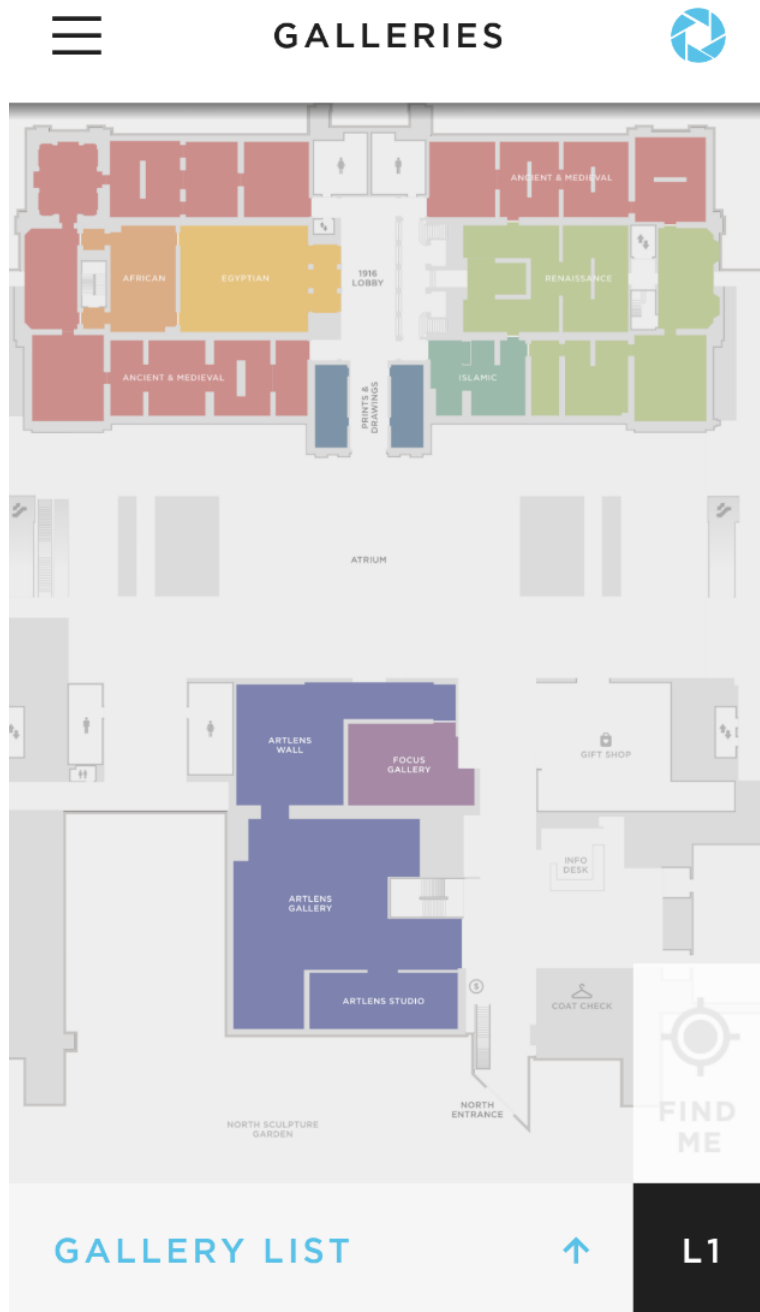 GALLERIES
ANCIENT & MEDIEVAL
AFRICAN
EGYPTIAN
1916
LOBBY
RENAISSANCE
ANCIENT & MEDIEVAL
PRINTS &
DRAWINGS
ISLAMIC
ATRIUM
ARTLENS
WALL
FOCUS
GALLERY
GIFT SHOP
INFO
DESK
ARTLENS
GALLERY
ARTLENS STUDIO
$
COAT CHECK
NORTH
ENTRANCE
NORTH SCULPTURE
GARDEN
FIND
ME
GALLERY LIST
L1